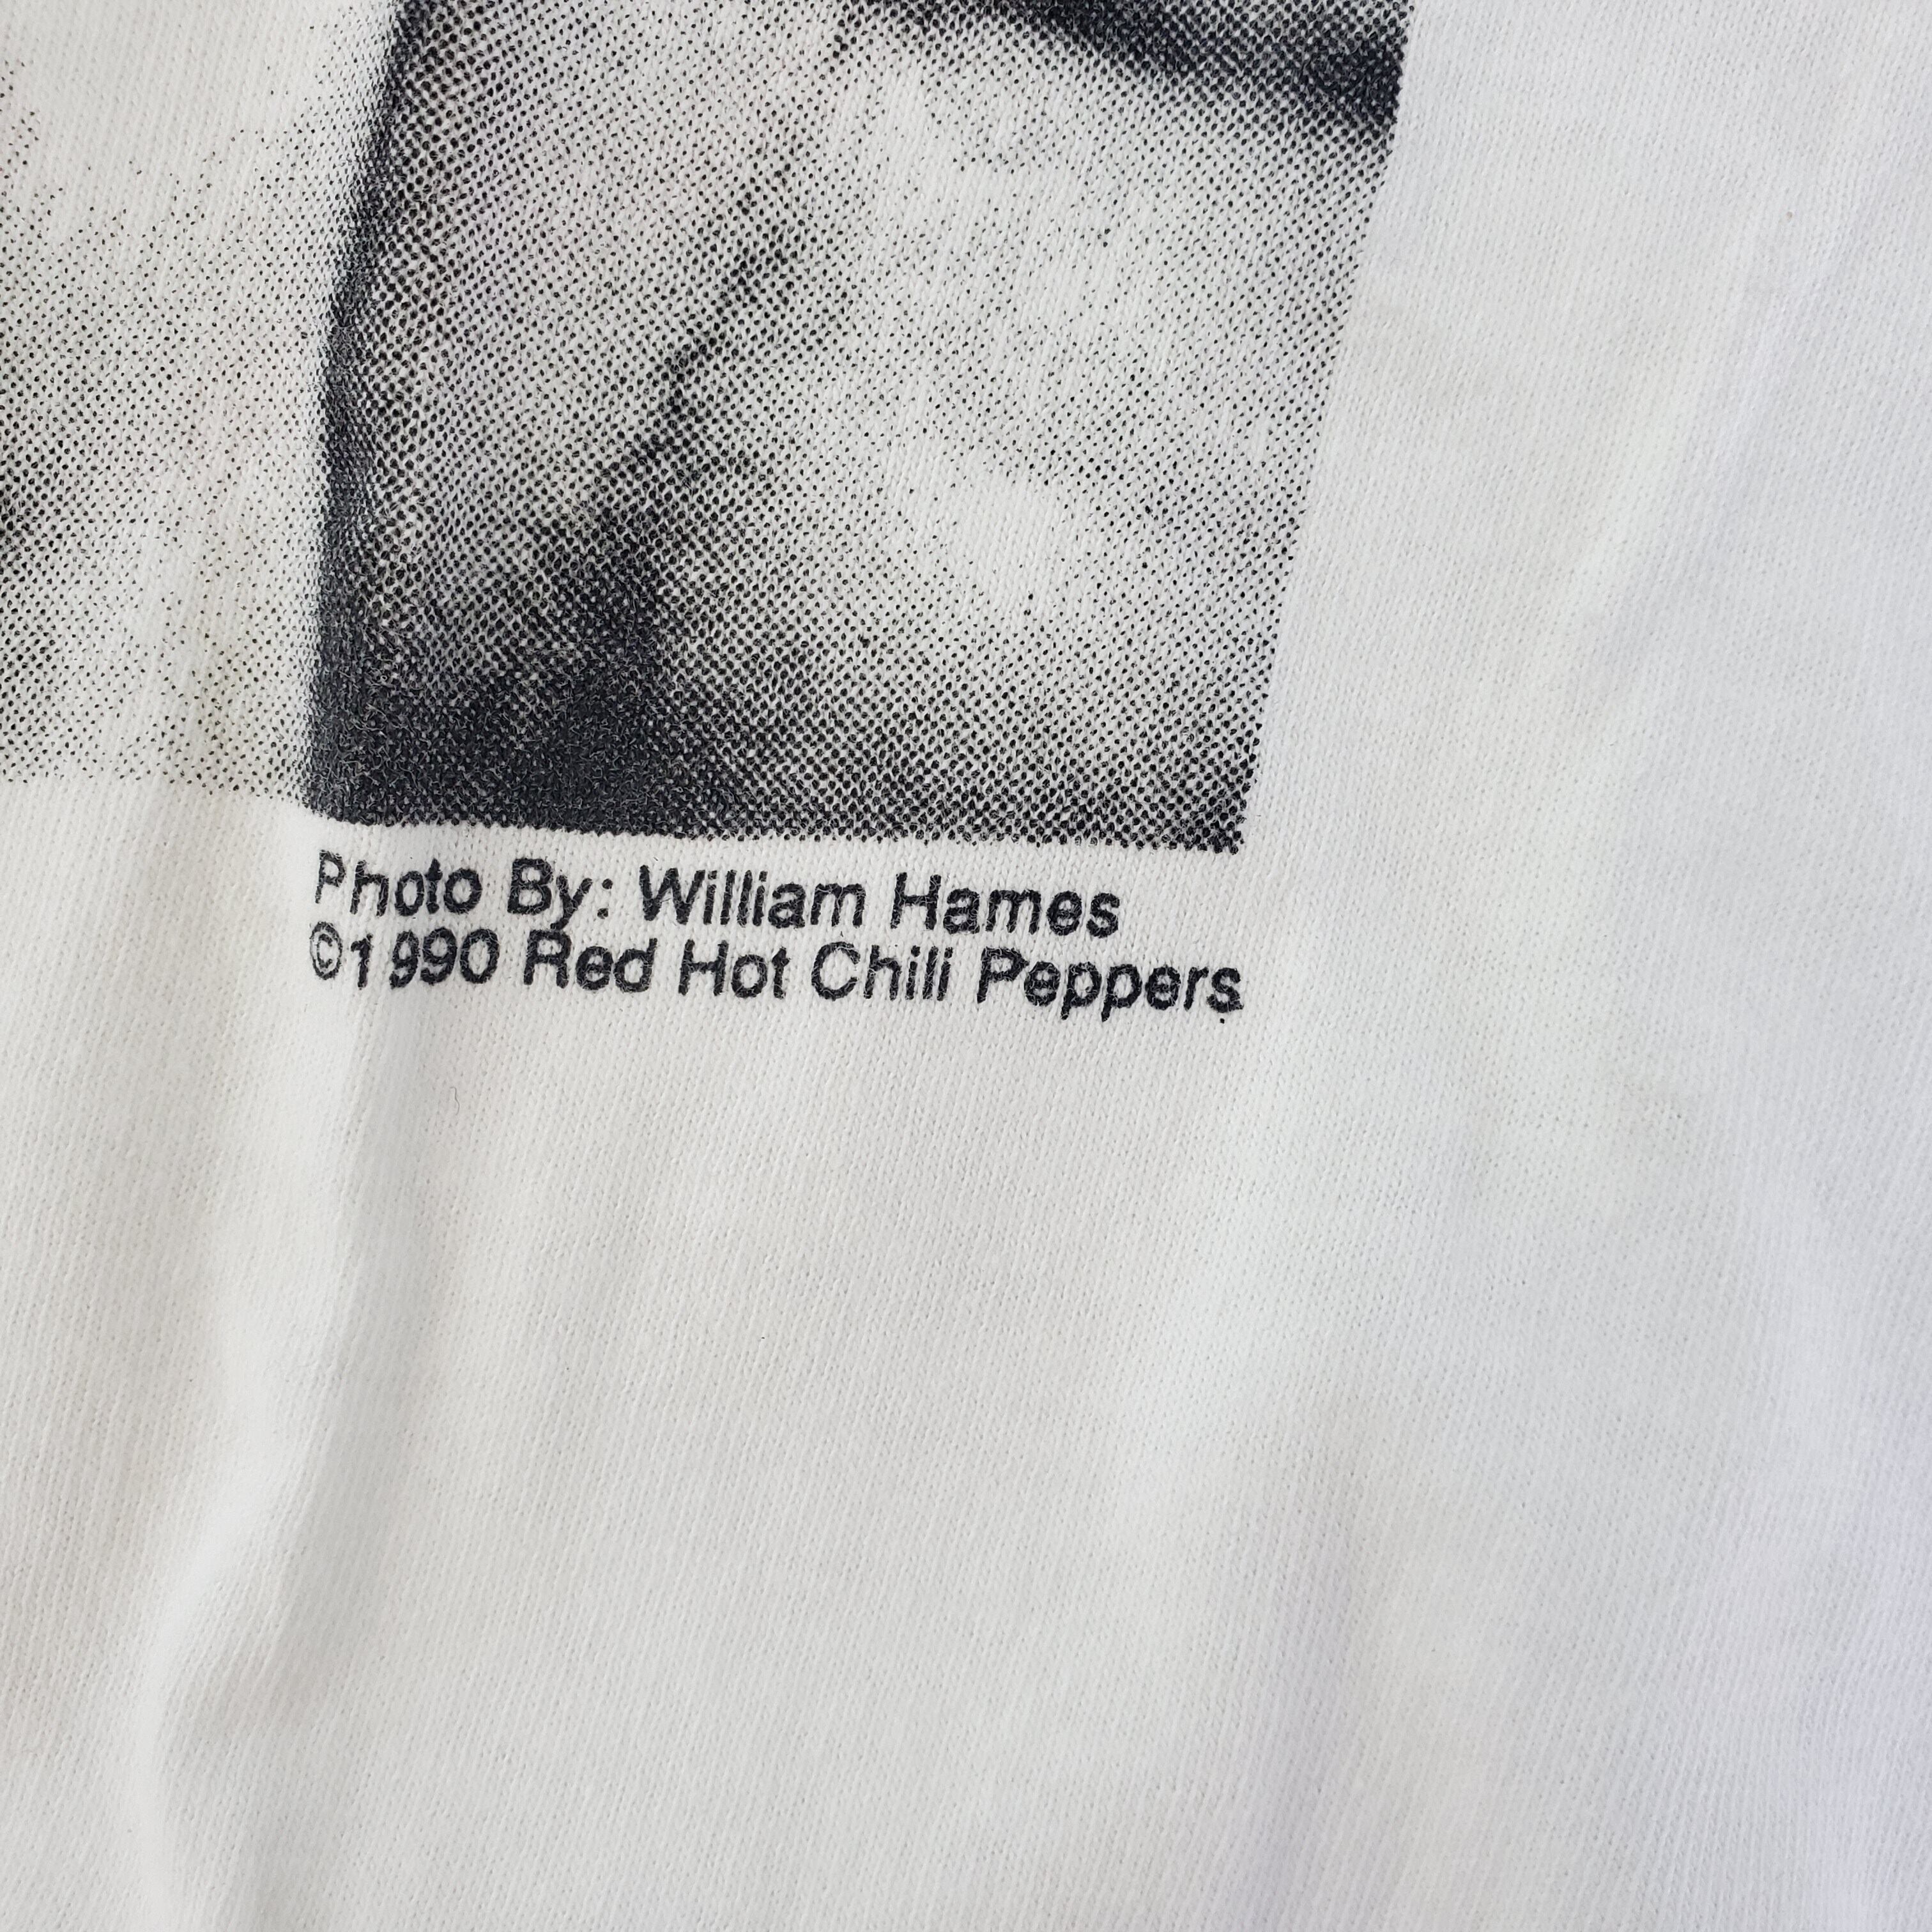 Photo By: William Hames
©1990 Red Hot Chili Peppers